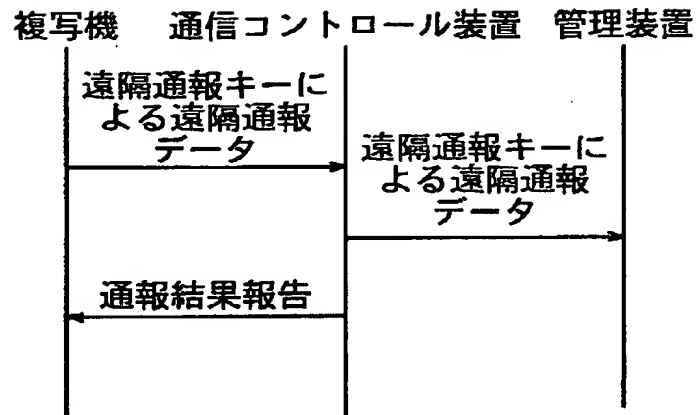 複写機 通信コントロール装置 管理装置
遠隔通報キーに
よる遠隔通報
データ
遠隔通報キーに
よる遠隔通報
データ
通報結果報告